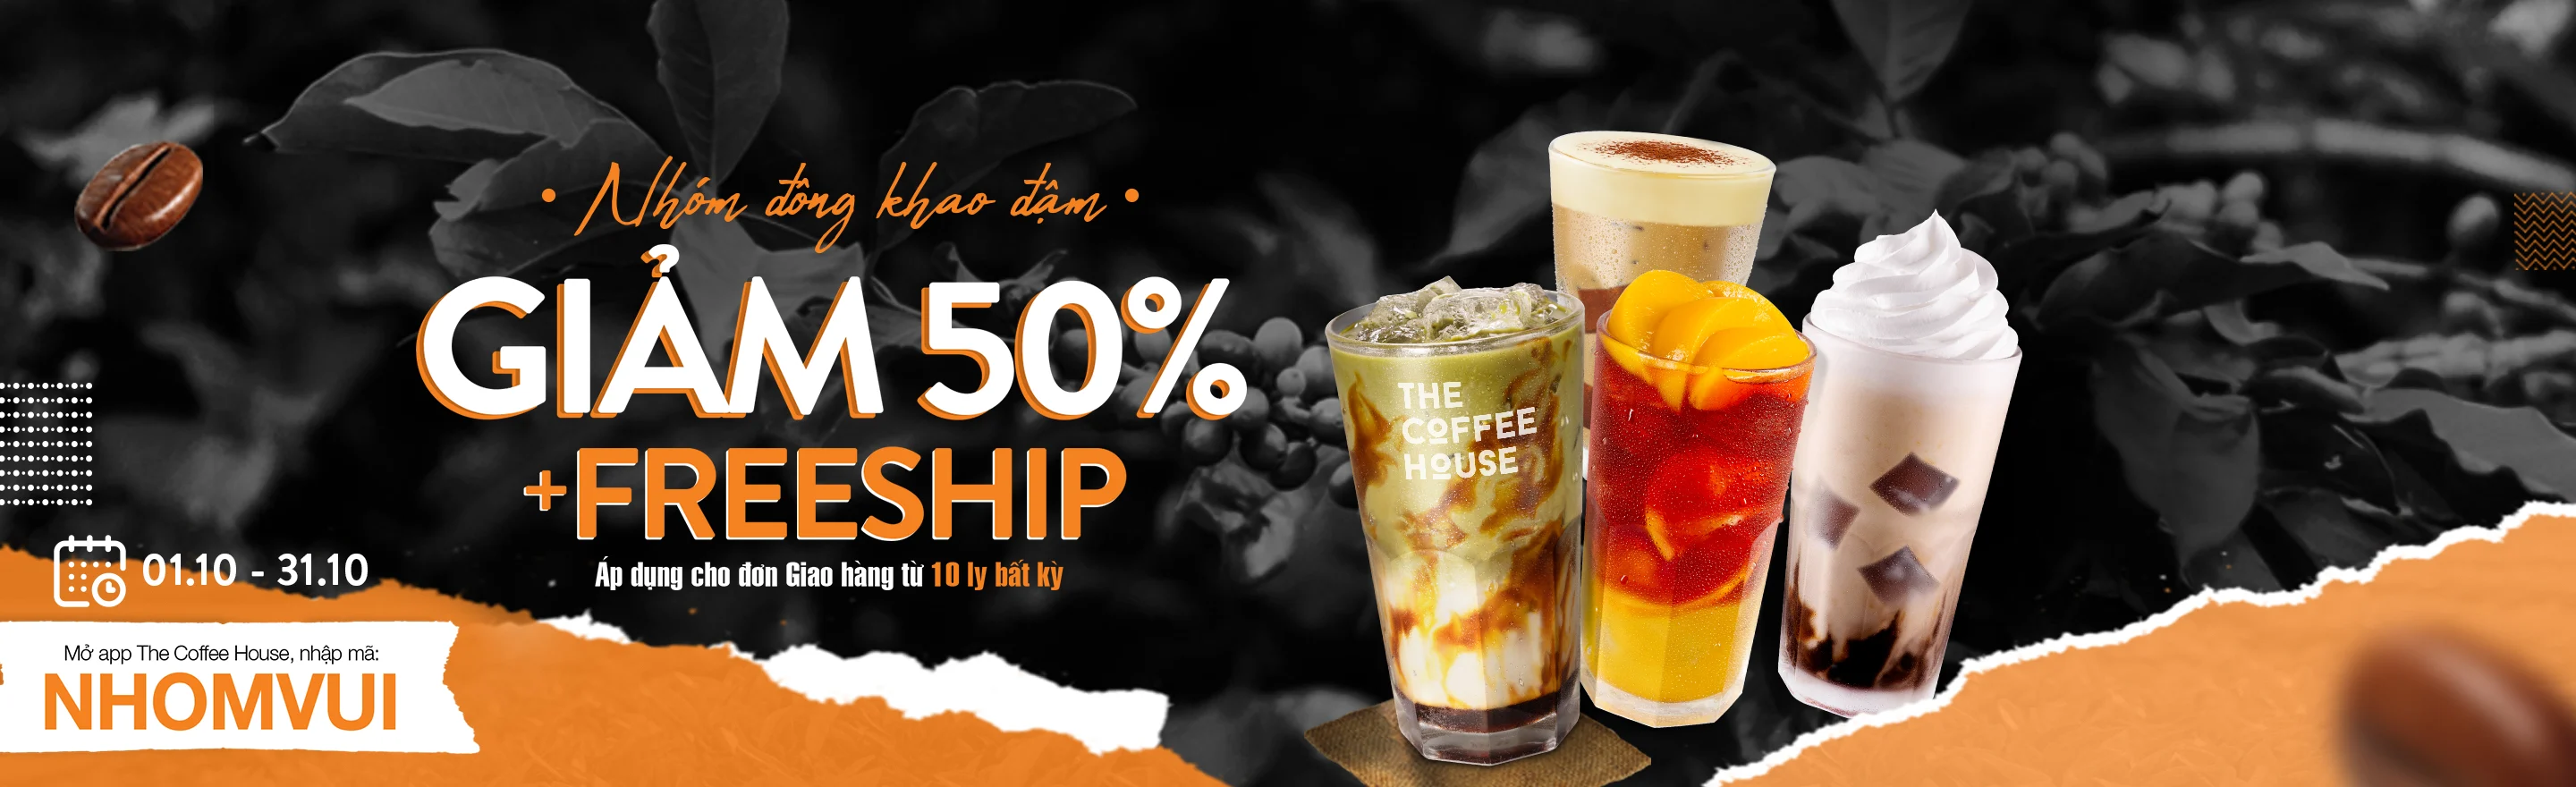 • Nhóm đông khao đậm •
GIẢM 50%
+FREESHIP
Áp dụng cho đơn Giao hàng từ 10 ly bất kỳ
01.10 - 31.10
Mở app The Coffee House, nhập mã:
NHOMVUI
THE
COFFEE
HOUSE